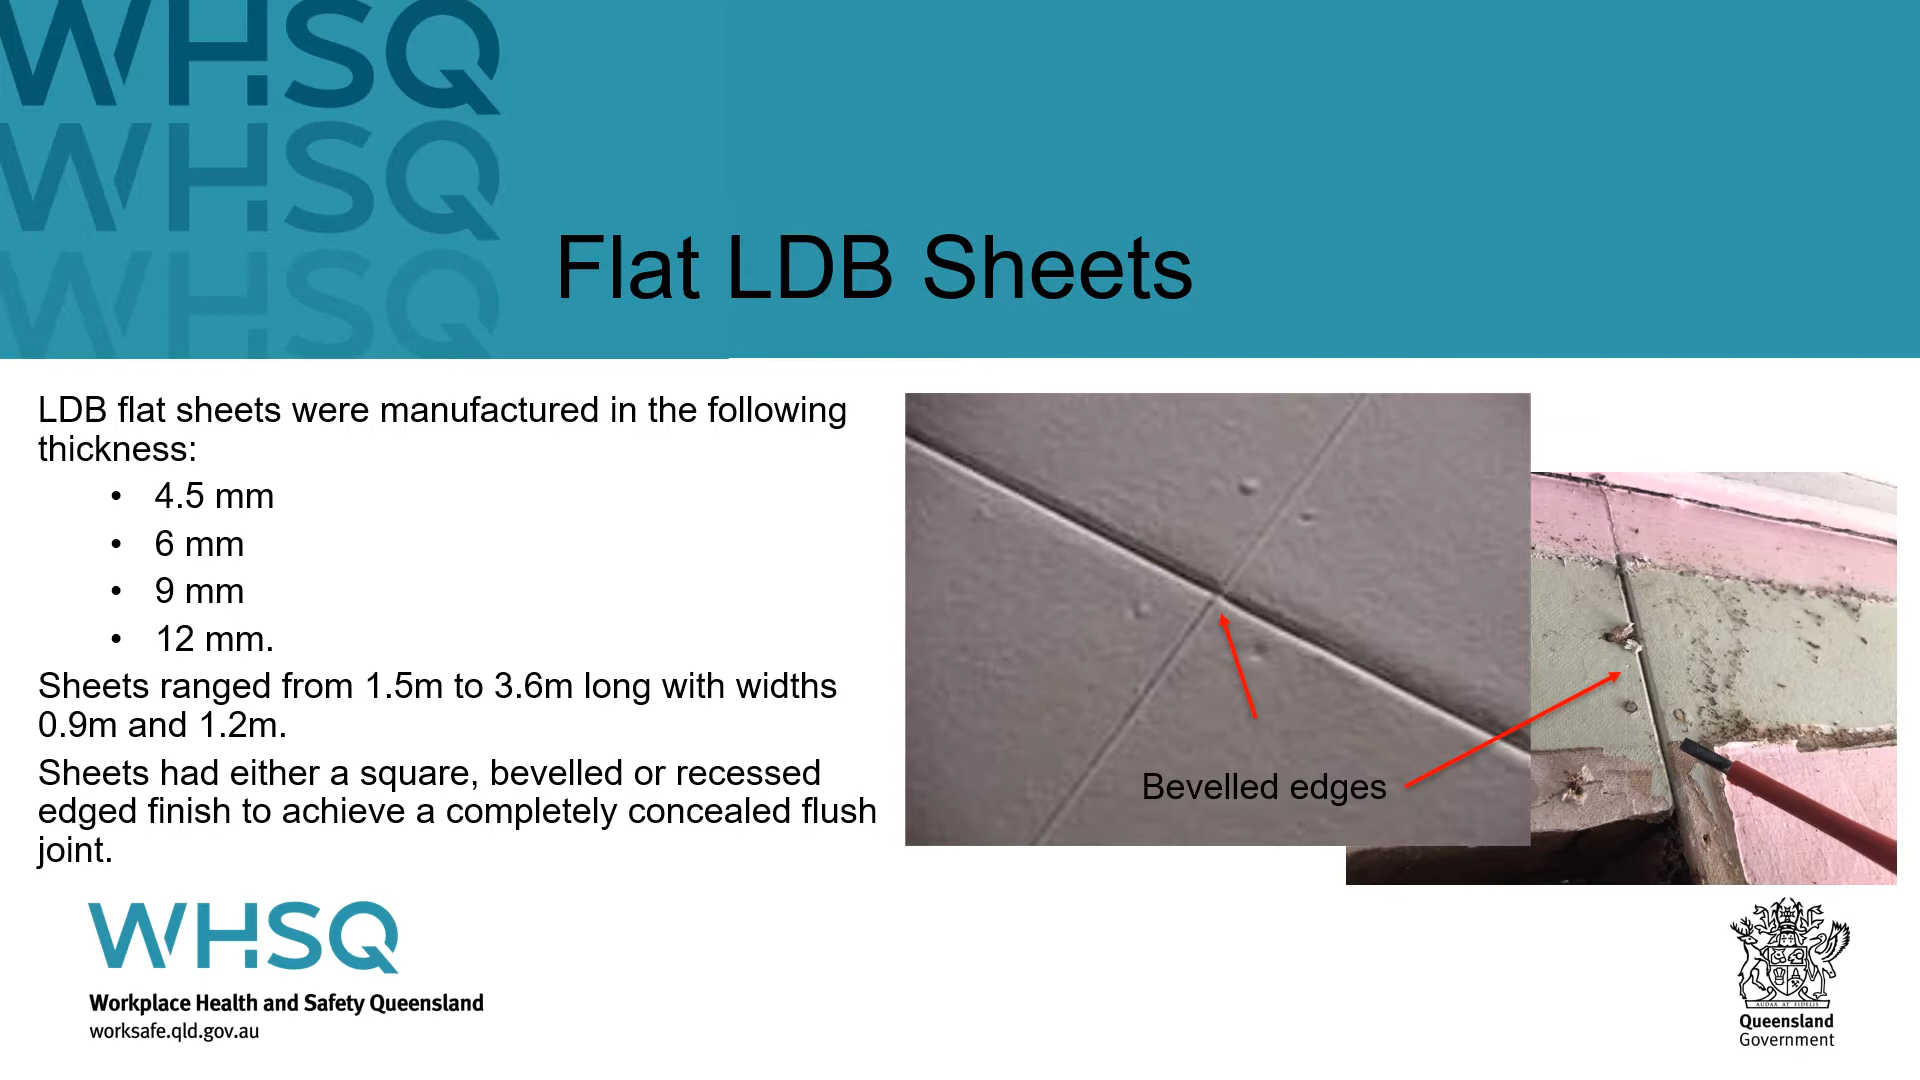 WHSQ
WHSQ
WHSQ
Flat LDB Sheets
LDB flat sheets were manufactured in the following
thickness:
• 4.5 mm
• 6 mm
• 9 mm
• 12 mm.
Sheets ranged from 1.5m to 3.6m long with widths
0.9m and 1.2m.
Sheets had either a square, bevelled or recessed
edged finish to achieve a completely concealed flush
joint.
Bevelled edges
WHSQ
Workplace Health and Safety Queensland
worksafe.qld.gov.au
AUDAX AT FIDELIS
Queensland
Government